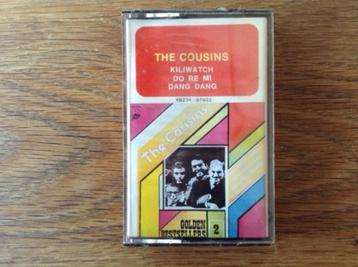 THE COUSINS
KILIWATCH
DO RE MI
DANG DANG
The Cousins
GOLDEN
BESTSELLERS
2